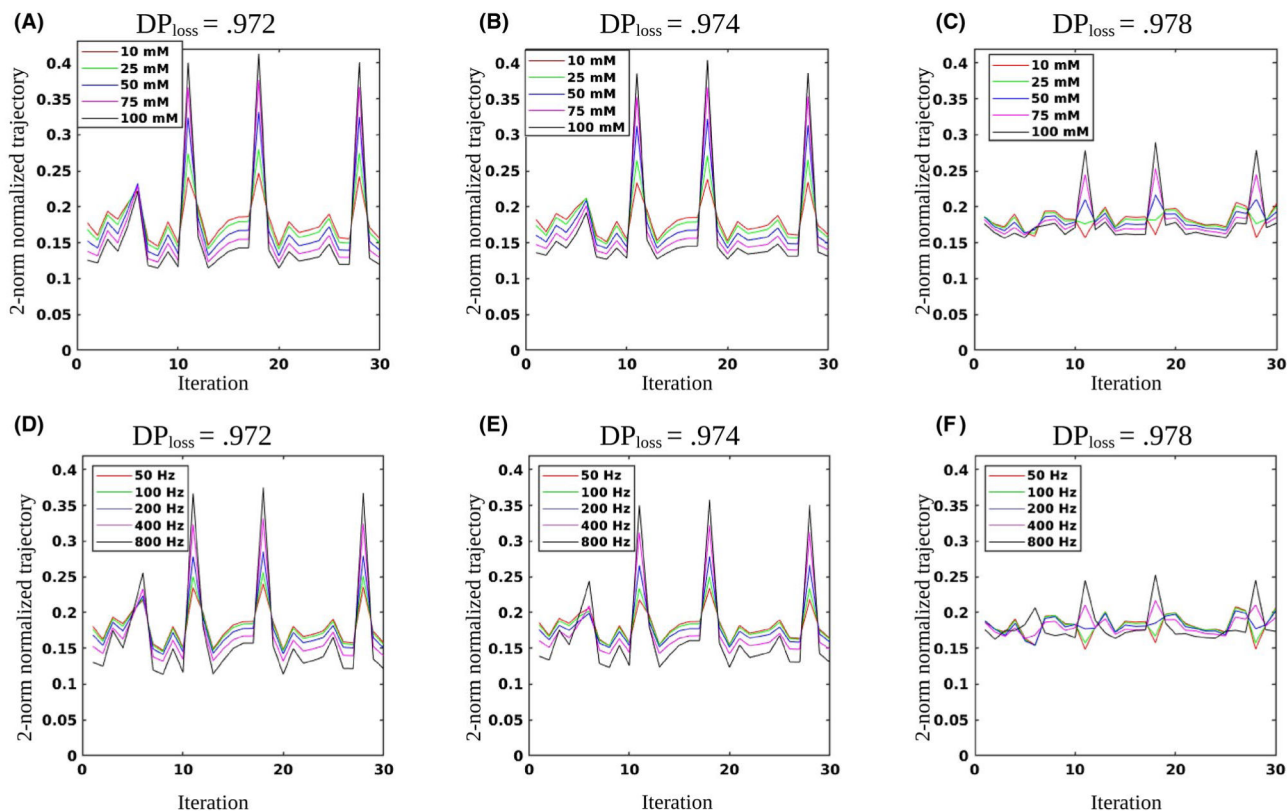 (A)
DPloss = .972
2-norm normalized trajectory
0.4
0.35
0.3
0.25
0.2
0.15
0.1
0.05
0
10 mM
25 mM
50 mM
75 mM
100 mM
0 10 20 30
Iteration
(B)
DPloss = .974
2-norm normalized trajectory
0.4
0.35
0.3
0.25
0.2
0.15
0.1
0.05
0
10 mM
25 mM
50 mM
75 mM
100 mM
0 10 20 30
Iteration
(C)
DPloss = .978
2-norm normalized trajectory
0.4
0.35
0.3
0.25
0.2
0.15
0.1
0.05
0
10 mM
25 mM
50 mM
75 mM
100 mM
0 10 20 30
Iteration
(D)
DPloss = .972
2-norm normalized trajectory
0.4
0.35
0.3
0.25
0.2
0.15
0.1
0.05
0
50 Hz
100 Hz
200 Hz
400 Hz
800 Hz
0 10 20 30
Iteration
(E)
DPloss = .974
2-norm normalized trajectory
0.4
0.35
0.3
0.25
0.2
0.15
0.1
0.05
0
50 Hz
100 Hz
200 Hz
400 Hz
800 Hz
0 10 20 30
Iteration
(F)
DPloss = .978
2-norm normalized trajectory
0.4
0.35
0.3
0.25
0.2
0.15
0.1
0.05
0
50 Hz
100 Hz
200 Hz
400 Hz
800 Hz
0 10 20 30
Iteration